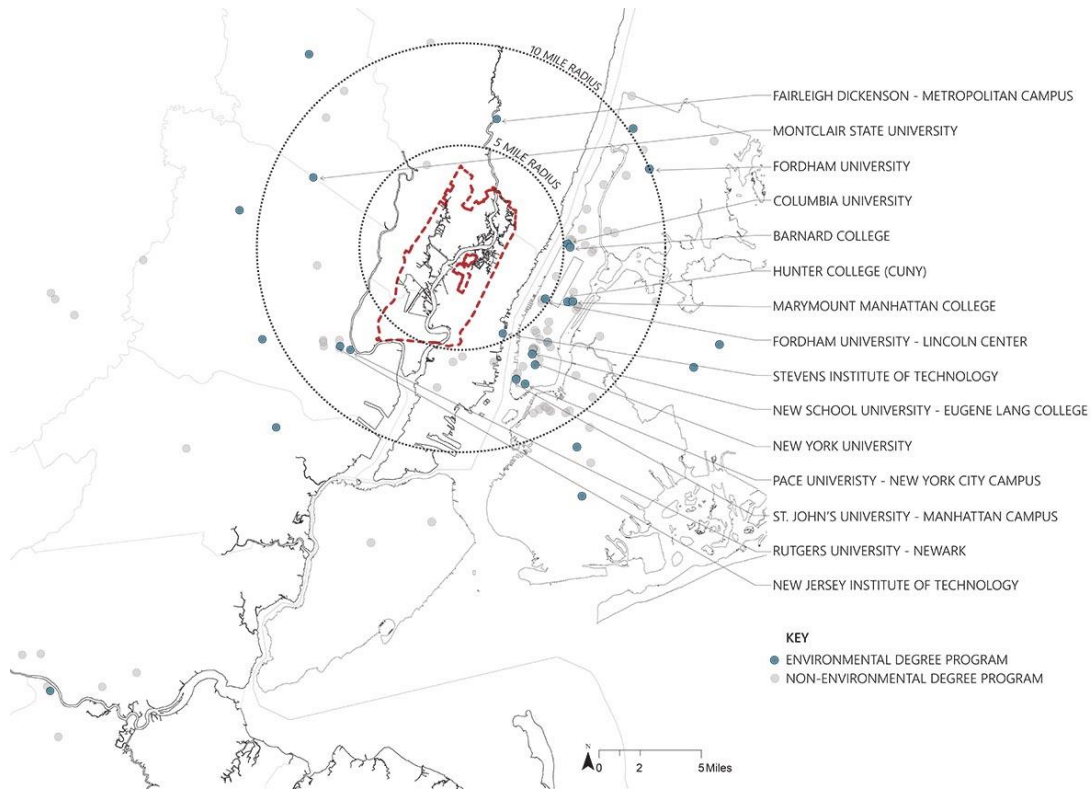 10 MILE RADIUS
5 MILE RADIUS
FAIRLEIGH DICKENSON - METROPOLITAN CAMPUS
MONTCLAIR STATE UNIVERSITY
FORDHAM UNIVERSITY
COLUMBIA UNIVERSITY
BARNARD COLLEGE
HUNTER COLLEGE (CUNY)
MARYMOUNT MANHATTAN COLLEGE
FORDHAM UNIVERSITY - LINCOLN CENTER
STEVENS INSTITUTE OF TECHNOLOGY
NEW SCHOOL UNIVERSITY - EUGENE LANG COLLEGE
NEW YORK UNIVERSITY
PACE UNIVERISTY - NEW YORK CITY CAMPUS
ST. JOHN'S UNIVERSITY - MANHATTAN CAMPUS
RUTGERS UNIVERSITY - NEWARK
NEW JERSEY INSTITUTE OF TECHNOLOGY
KEY
ENVIRONMENTAL DEGREE PROGRAM
NON-ENVIRONMENTAL DEGREE PROGRAM
N
0 2 5 Miles